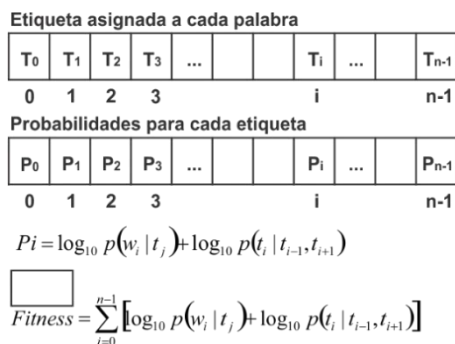 Etiqueta asignada a cada palabra
T₀ T₁ T₂ T₃ ... Tᵢ ... Tₙ₋₁
0 1 2 3 i n-1
Probabilidades para cada etiqueta
P₀ P₁ P₂ P₃ ... Pᵢ ... Pₙ₋₁
0 1 2 3 i n-1
Pi = log₁₀ p(wᵢ | tⱼ) + log₁₀ p(tᵢ | tᵢ₋₁, tᵢ₊₁)
Fitness = ∑ᵢ₌₀ⁿ⁻¹ [log₁₀ p(wᵢ | tⱼ) + log₁₀ p(tᵢ | tᵢ₋₁, tᵢ₊₁)]